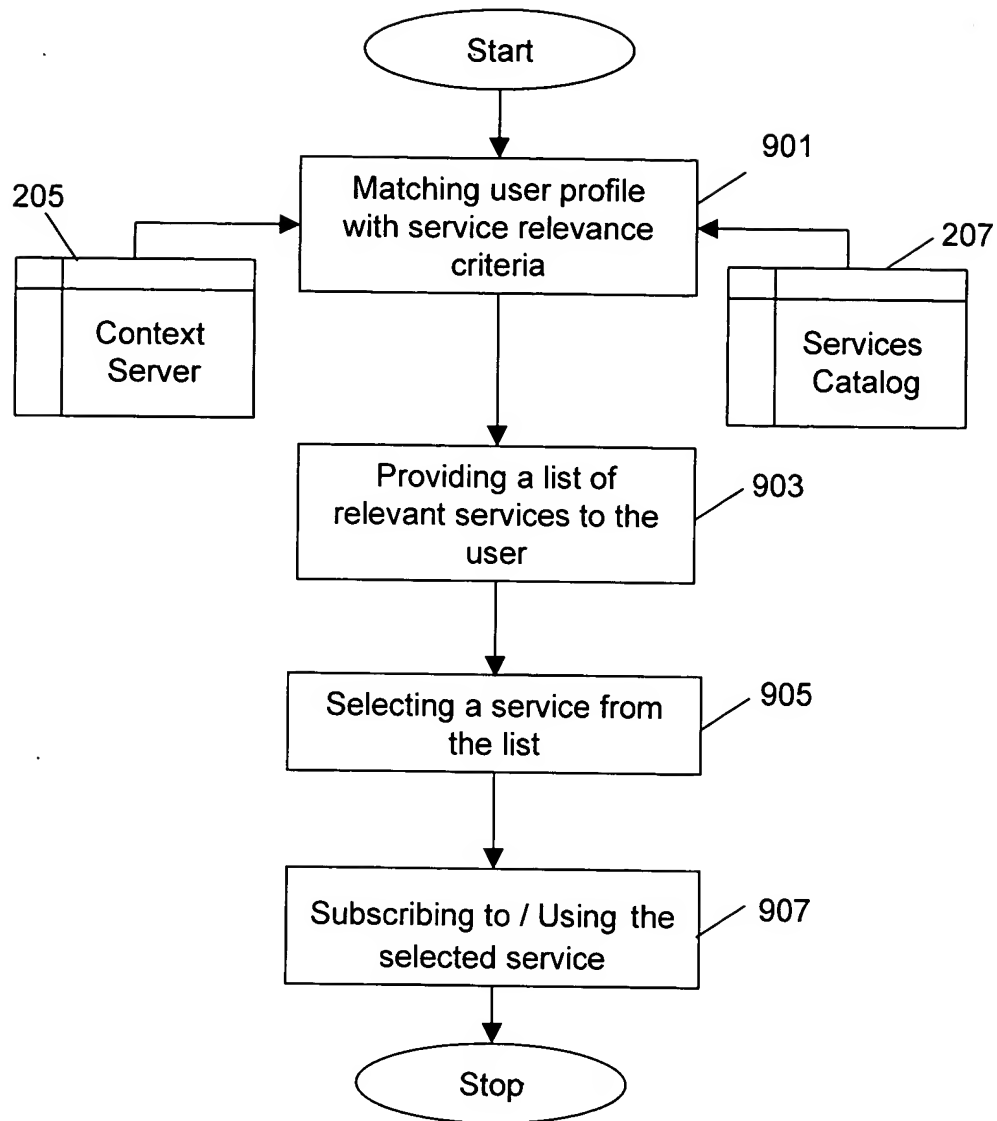 Start
901
Matching user profile
with service relevance
criteria
205
207
Context
Server
Services
Catalog
Providing a list of
relevant services to the
user
903
Selecting a service from
the list
905
Subscribing to / Using the
selected service
907
Stop